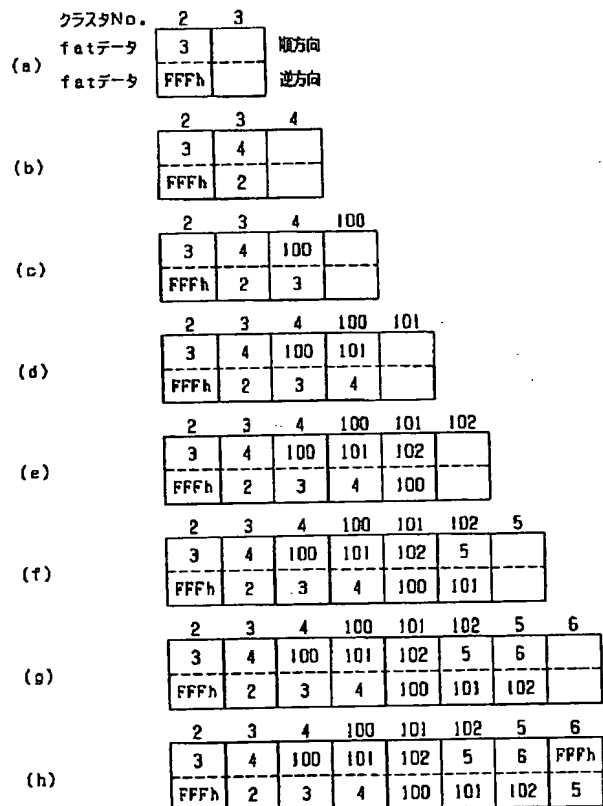 クラスタNo. 2 3
fatデータ 3 順方向
(a)
fatデータ FFFh 逆方向
2 3 4
3 4
(b)
FFFh 2
2 3 4 100
3 4 100
(c)
FFFh 2 3
2 3 4 100 101
3 4 100 101
(d)
FFFh 2 3 4
2 3 4 100 101 102
3 4 100 101 102
(e)
FFFh 2 3 4 100
2 3 4 100 101 102 5
3 4 100 101 102 5
(f)
FFFh 2 3 4 100 101
2 3 4 100 101 102 5 6
3 4 100 101 102 5 6
(g)
FFFh 2 3 4 100 101 102
2 3 4 100 101 102 5 6
3 4 100 101 102 5 6 FFFh
(h)
FFFh 2 3 4 100 101 102 5